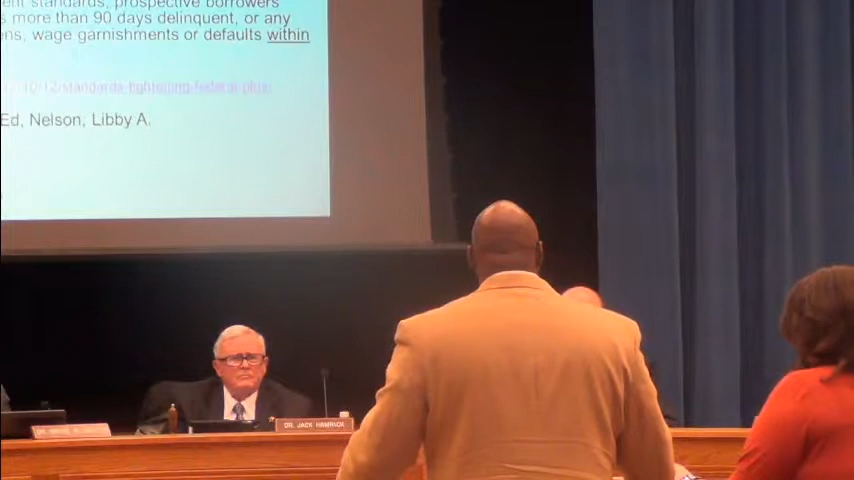 ent standards, prospective borrowers
s more than 90 days delinquent, or any
ens, wage garnishments or defaults within
Ed, Nelson, Libby A.
DR. JACK HAMRICK